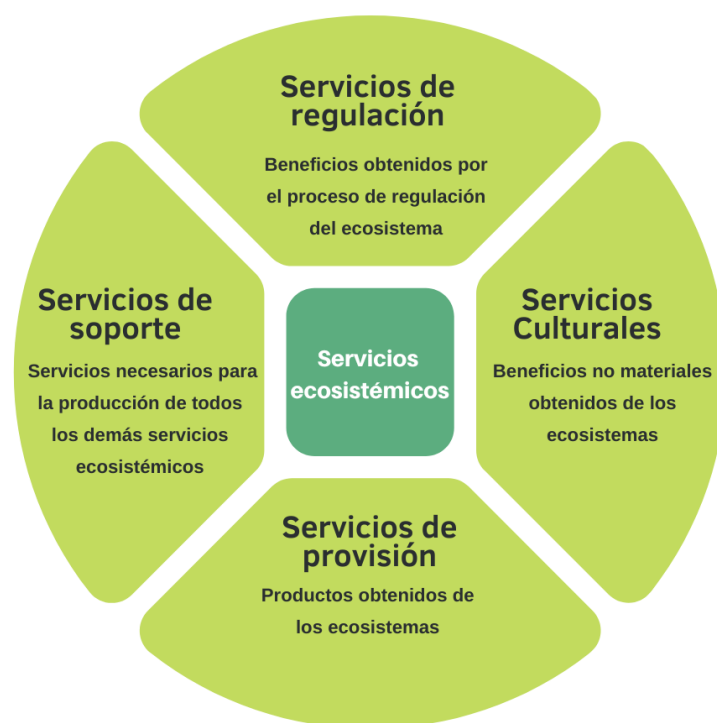 Servicios de
regulación
Beneficios obtenidos por
el proceso de regulación
del ecosistema
Servicios de
soporte
Servicios necesarios para
la producción de todos
los demás servicios
ecosistémicos
Servicios
ecosistémicos
Servicios
Culturales
Beneficios no materiales
obtenidos de los
ecosistemas
Servicios de
provisión
Productos obtenidos de
los ecosistemas